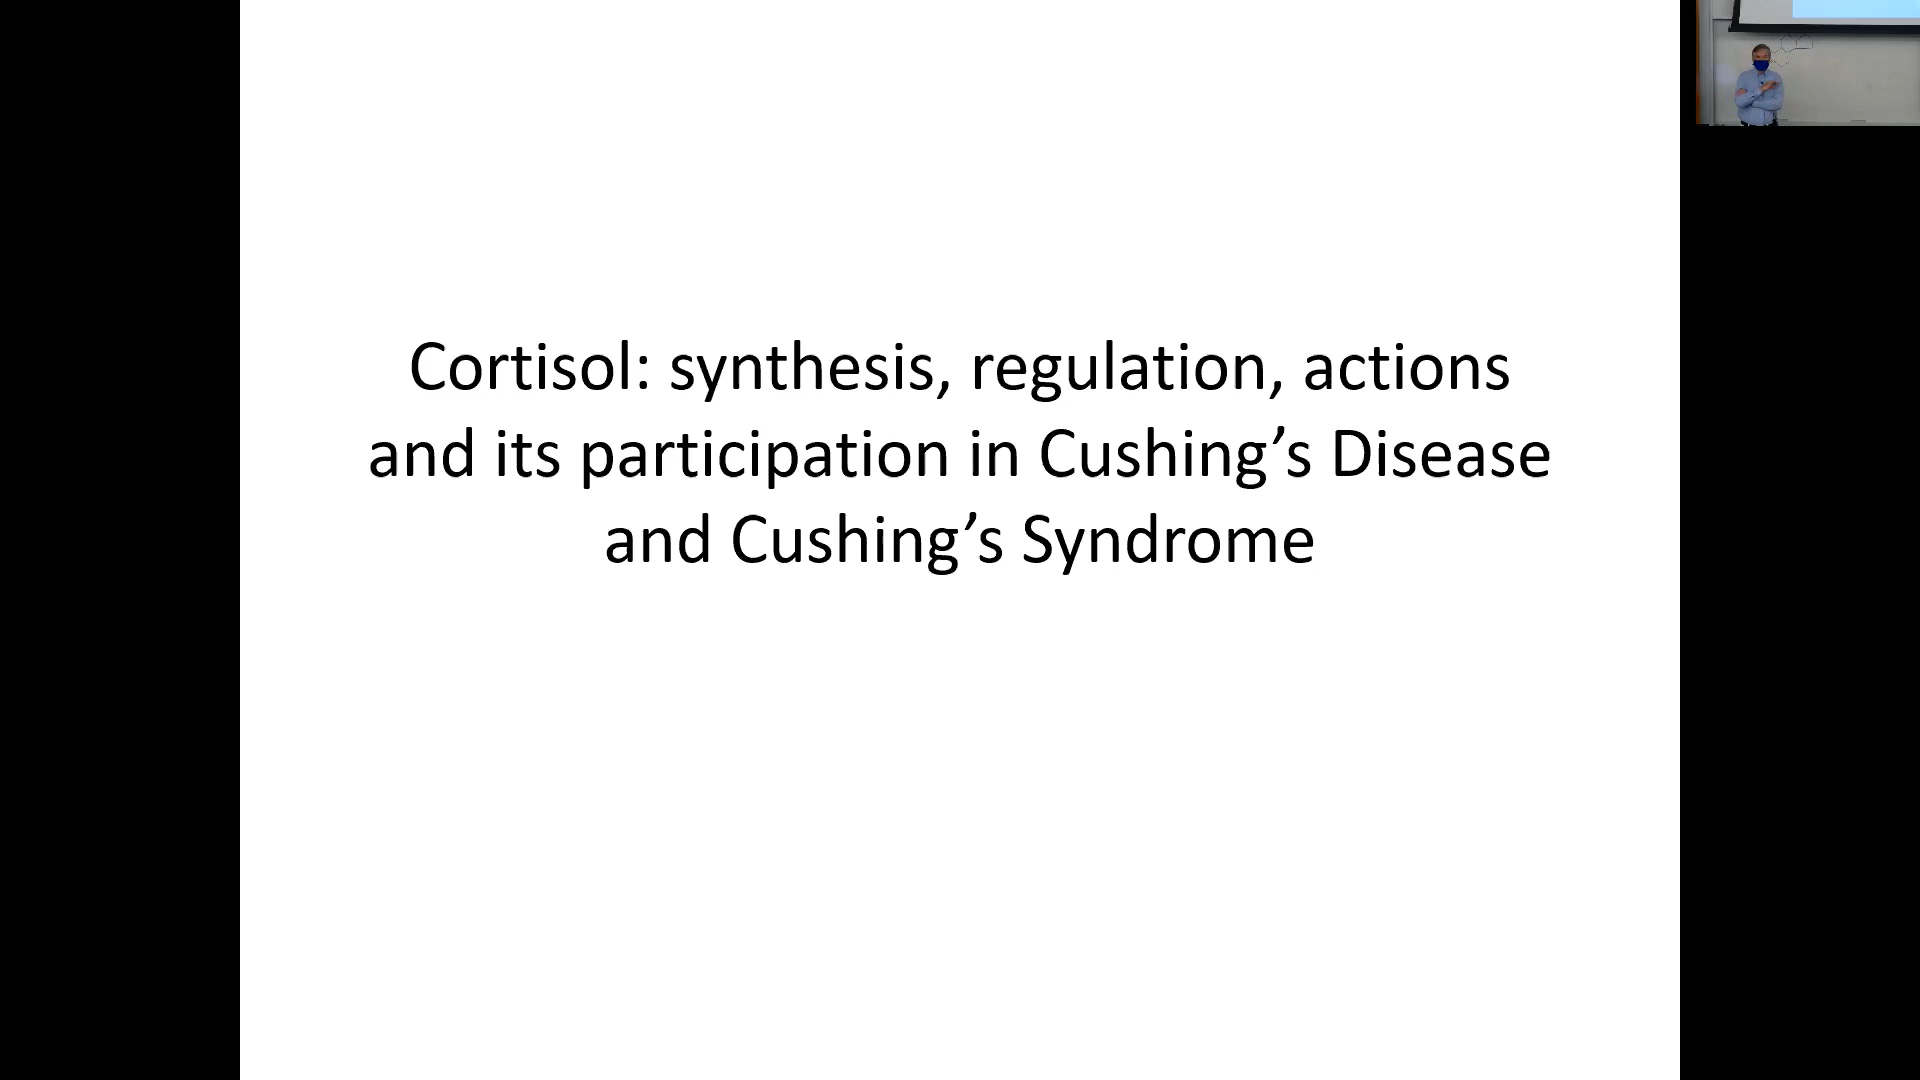 Cortisol: synthesis, regulation, actions
and its participation in Cushing’s Disease
and Cushing’s Syndrome